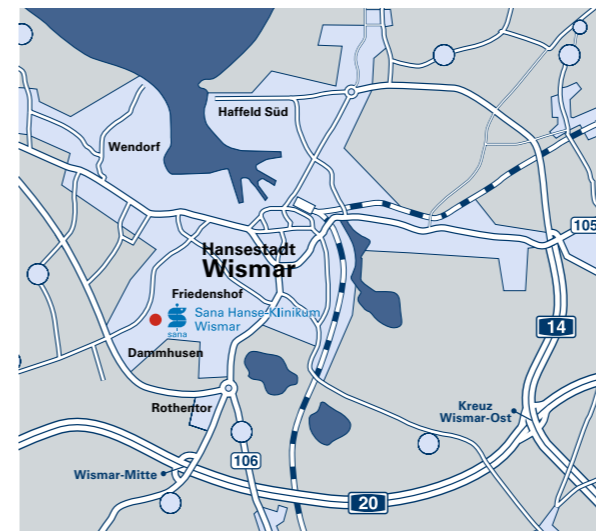 Haffeld Süd
Wendorf
105
Hansestadt
Wismar
Friedenshof
Sana Hanse-Klinikum
Wismar
sana
14
Dammhusen
Rothentor
Kreuz
Wismar-Ost
106
Wismar-Mitte
20